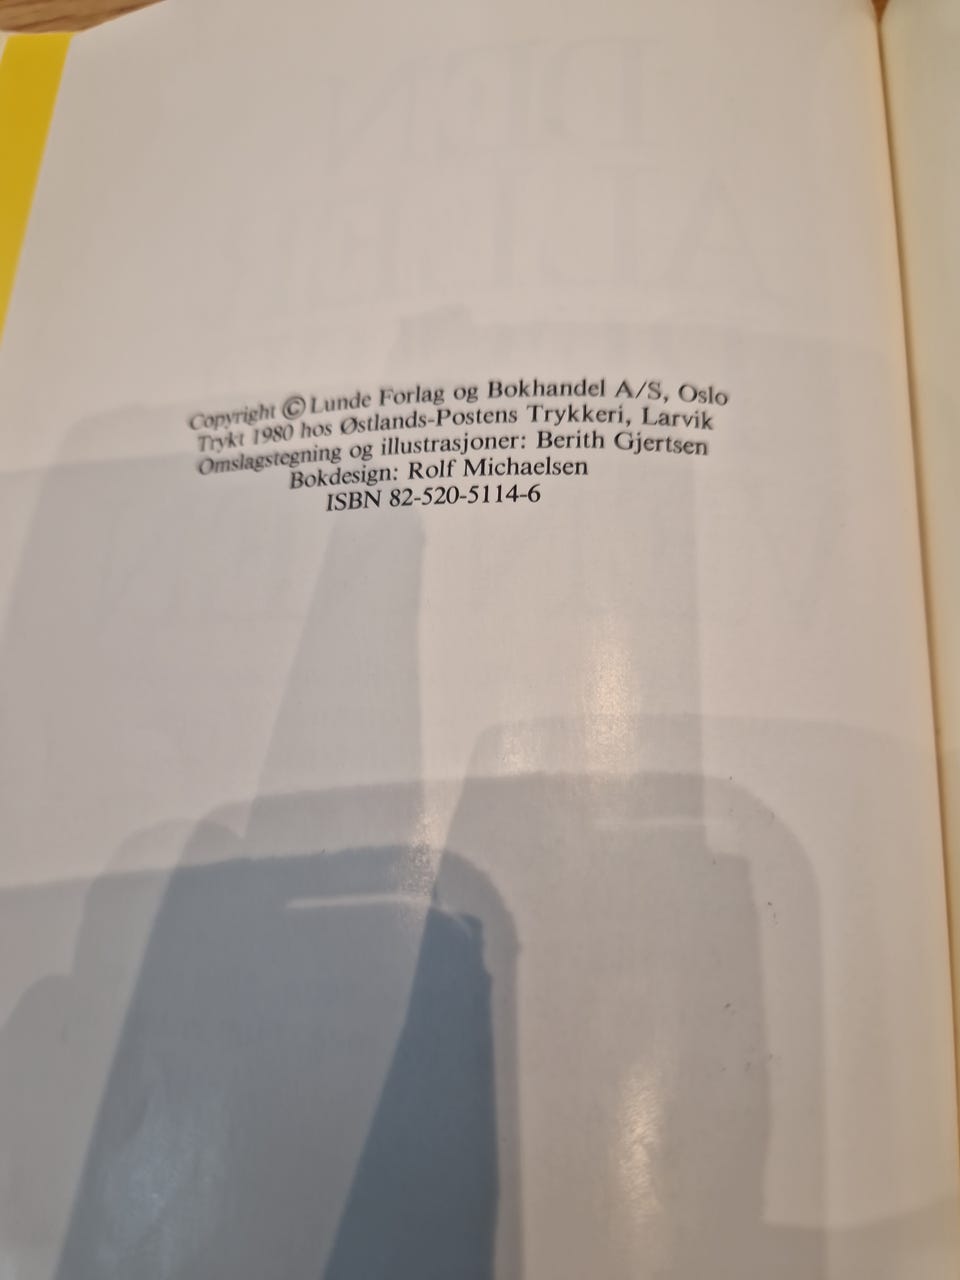 Copyright © Lunde Forlag og Bokhandel A/S, Oslo
Trykt 1980 hos Østlands-Postens Trykkeri, Larvik
Omslagstegning og illustrasjoner: Berith Gjertsen
Bokdesign: Rolf Michaelsen
ISBN 82-520-5114-6